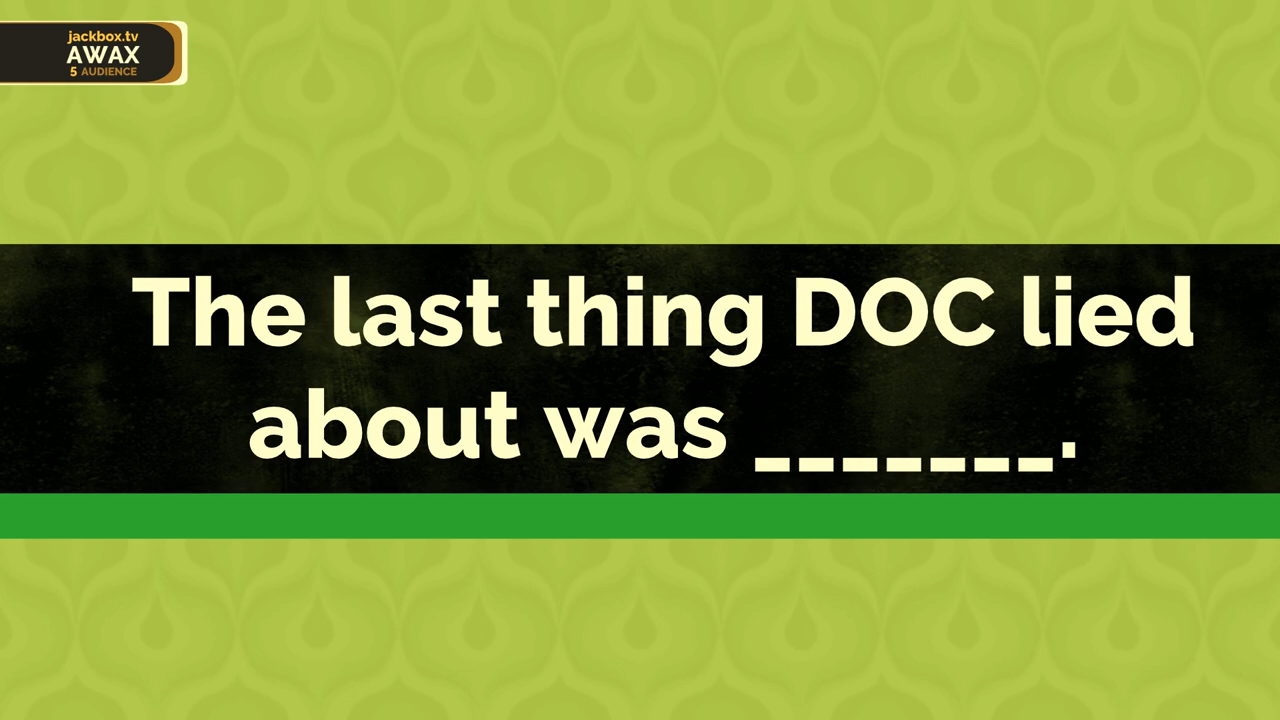 jackbox.tv
AWAX
5 AUDIENCE
The last thing DOC lied
about was _______.